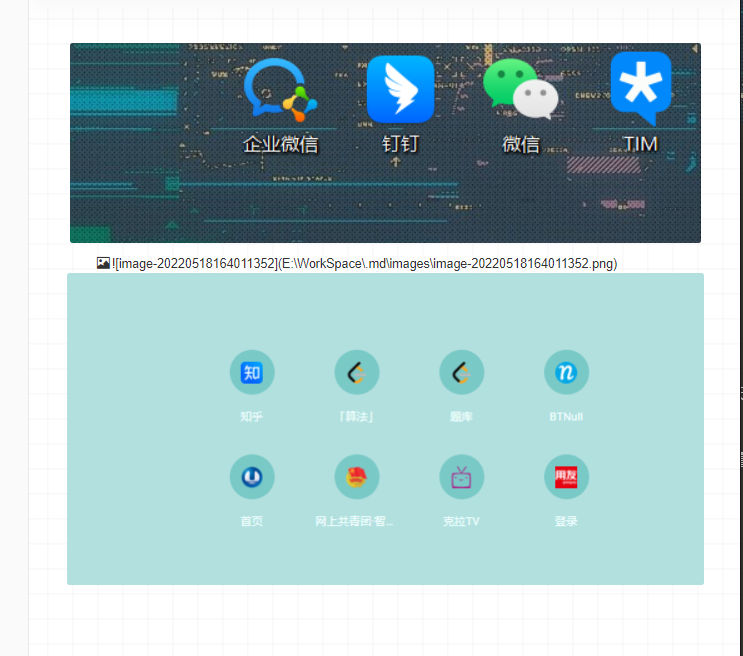 企业微信 钉钉 微信 TIM
![image-20220518164011352](E:\WorkSpace\.md\images\image-20220518164011352.png)
知
知乎 「算法」 题库 BTNull
用友
首页 网上共青团·智... 克拉TV 登录